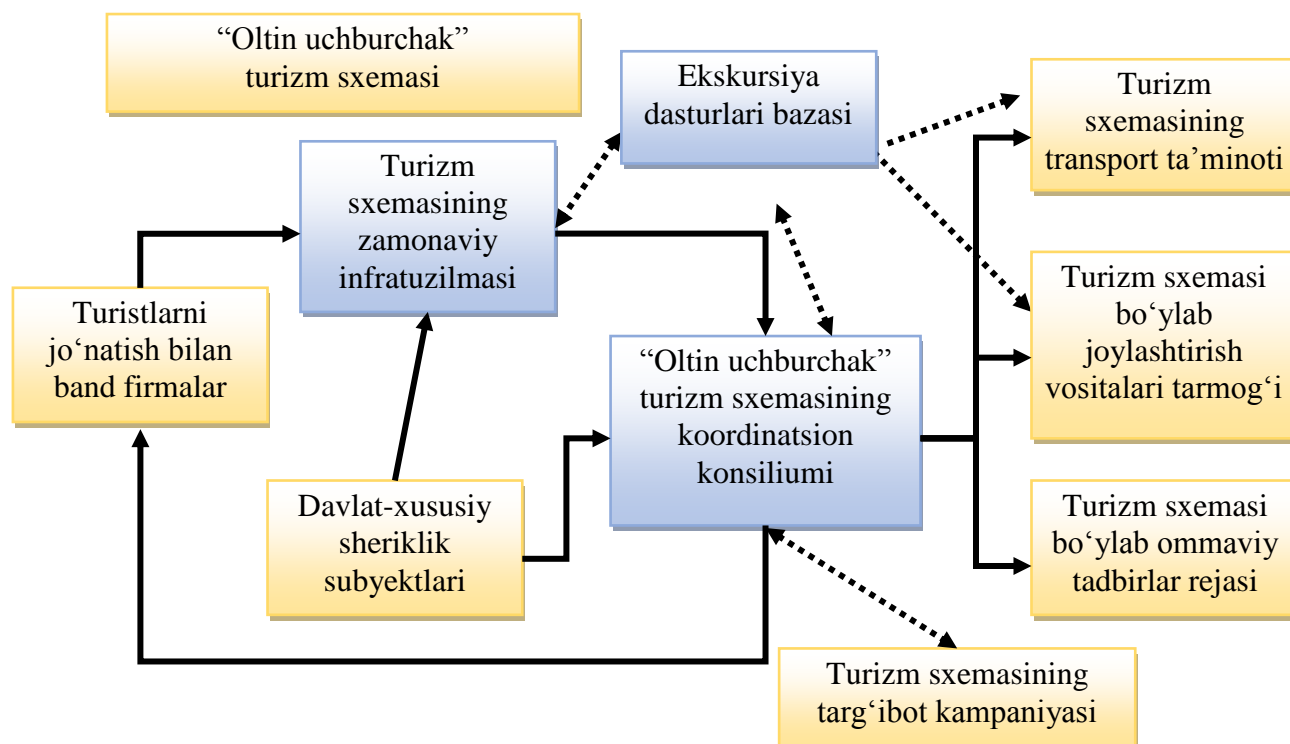 “Oltin uchburchak”
turizm sxemasi
Ekskursiya
dasturlari bazasi
Turizm
sxemasining
transport ta’minoti
Turizm
sxemasining
zamonaviy
infratuzilmasi
Turizm sxemasi
bo‘ylab
joylashtirish
vositalari tarmog‘i
Turistlarni
jo‘natish bilan
band firmalar
“Oltin uchburchak”
turizm sxemasining
koordinatsion
konsiliumi
Davlat-xususiy
sheriklik
subyektlari
Turizm sxemasi
bo‘ylab ommaviy
tadbirlar rejasi
Turizm sxemasining
targ‘ibot kampaniyasi